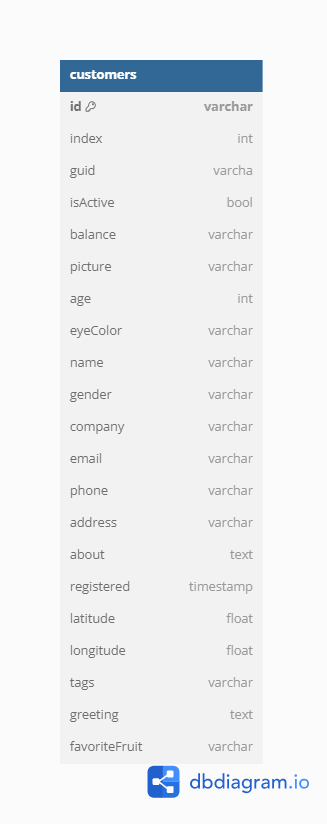 customers
id varchar
index int
guid varcha
isActive bool
balance varchar
picture varchar
age int
eyeColor varchar
name varchar
gender varchar
company varchar
email varchar
phone varchar
address varchar
about text
registered timestamp
latitude float
longitude float
tags varchar
greeting text
favoriteFruit varchar
dbdiagram.io